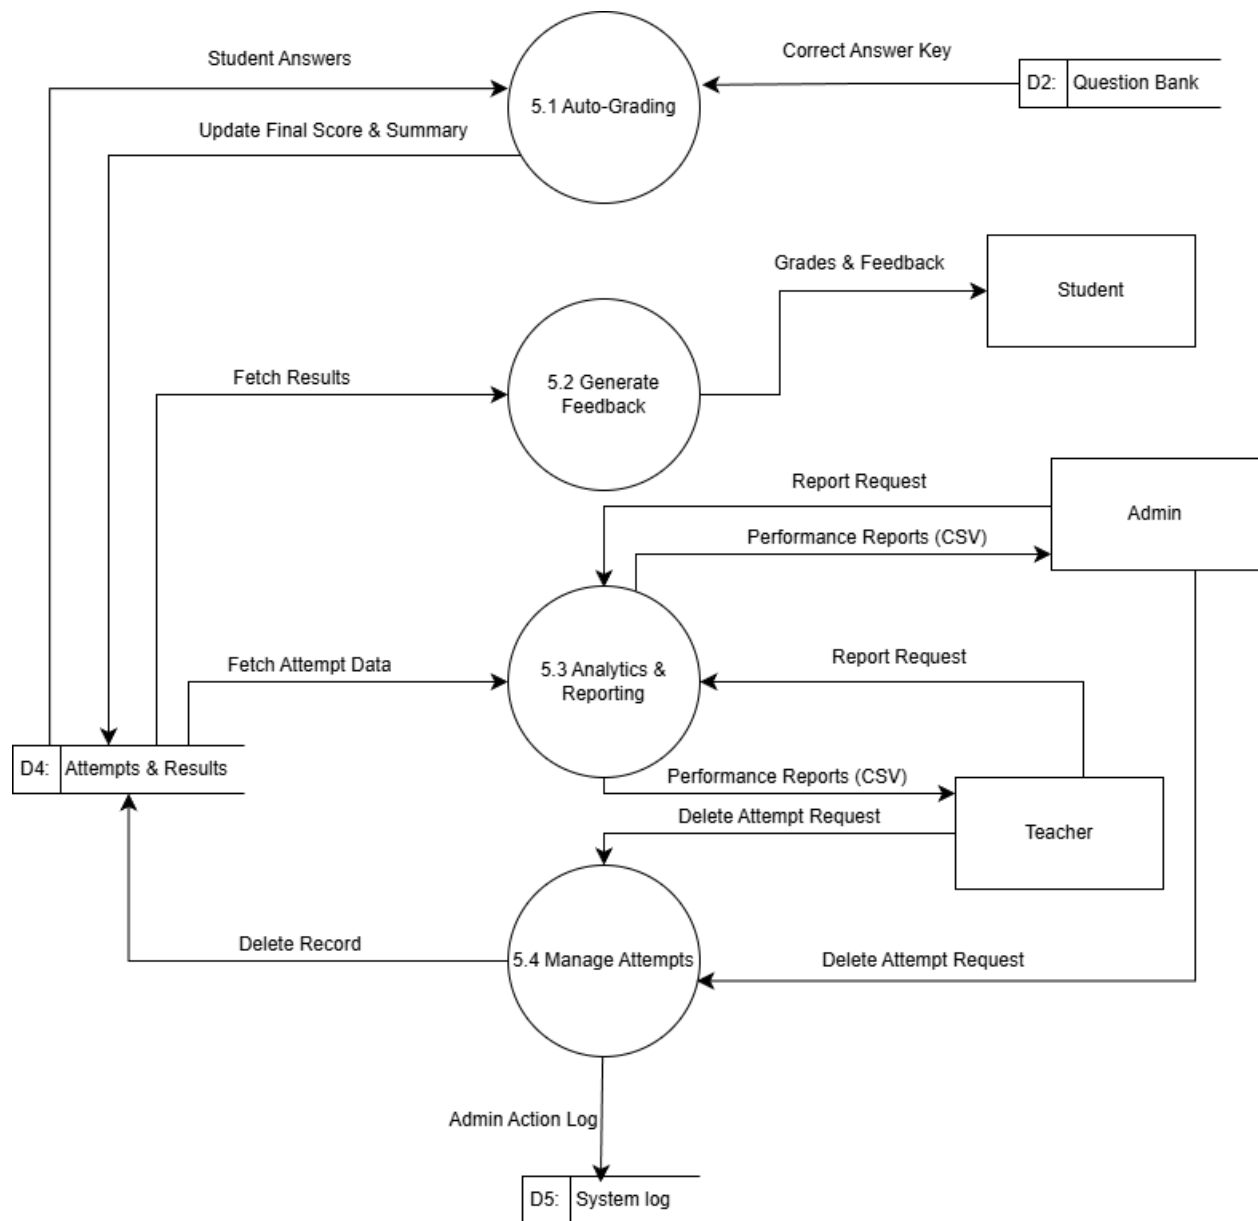 Student Answers
Correct Answer Key
D2: Question Bank
5.1 Auto-Grading
Update Final Score & Summary
Grades & Feedback
Student
Fetch Results
5.2 Generate
Feedback
Report Request
Admin
Performance Reports (CSV)
Fetch Attempt Data
Report Request
5.3 Analytics &
Reporting
D4: Attempts & Results
Performance Reports (CSV)
Delete Attempt Request
Teacher
Delete Record
5.4 Manage Attempts
Delete Attempt Request
Admin Action Log
D5: System log